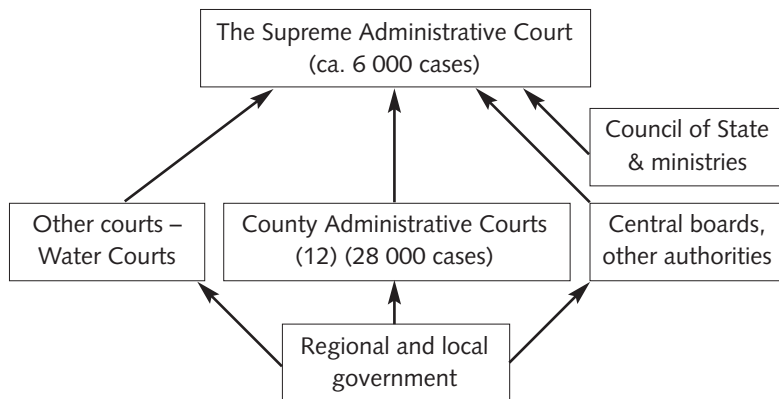 The Supreme Administrative Court
(ca. 6 000 cases)
Council of State
& ministries
Other courts –
Water Courts
County Administrative Courts
(12) (28 000 cases)
Central boards,
other authorities
Regional and local
government